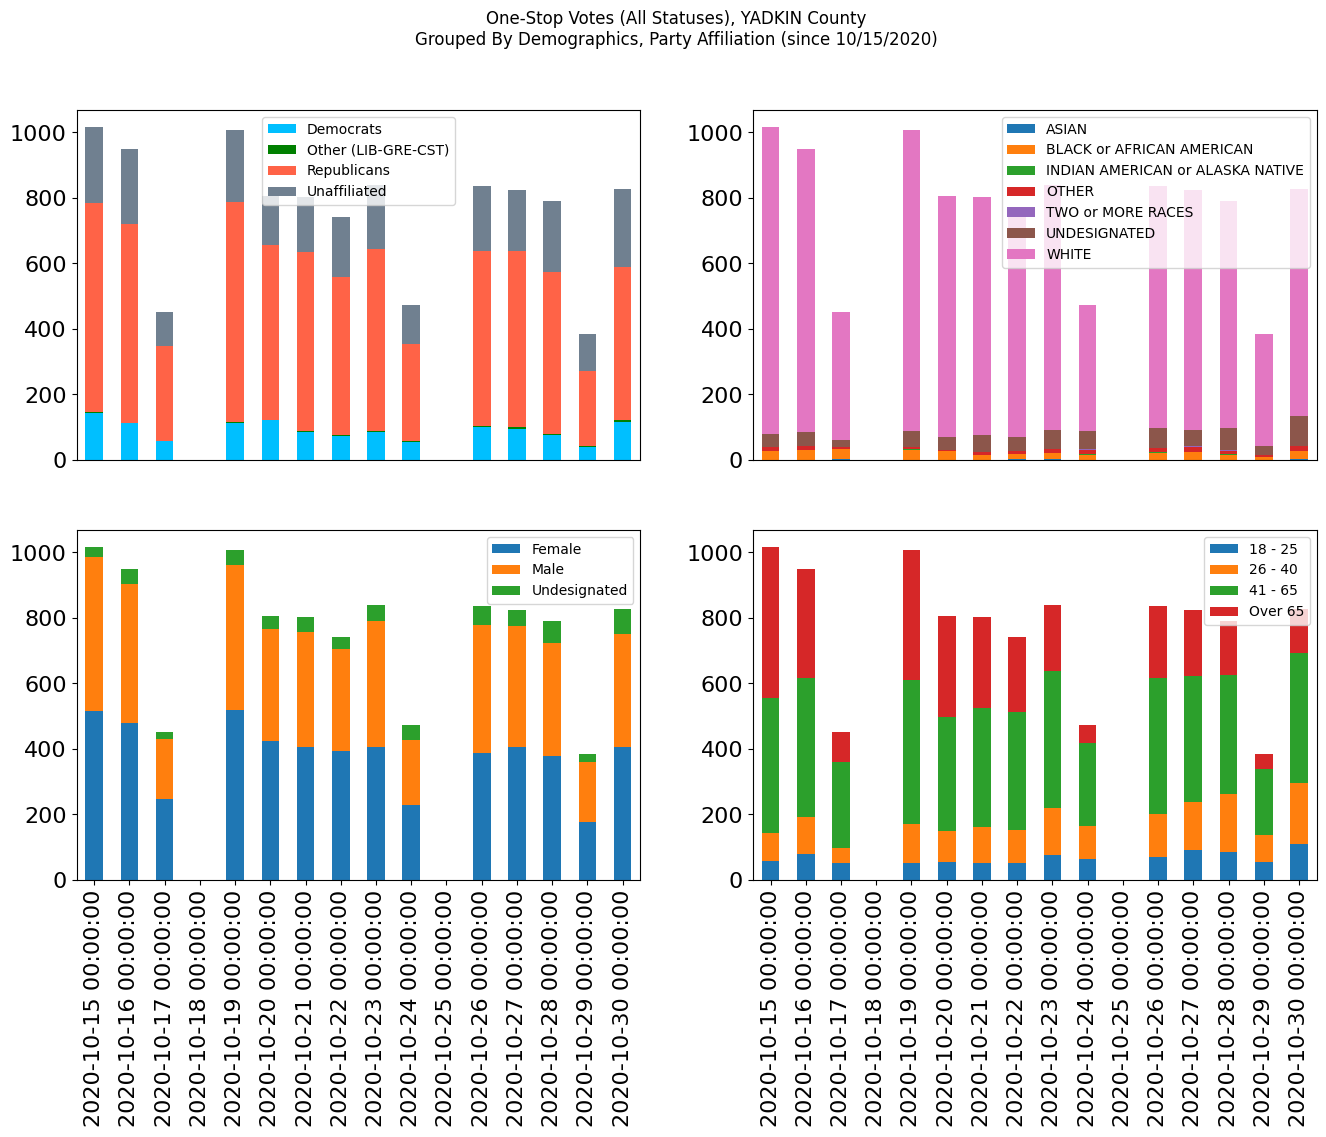 One-Stop Votes (All Statuses), YADKIN County
Grouped By Demographics, Party Affiliation (since 10/15/2020)
1000
800
600
400
200
0
Democrats
Other (LIB-GRE-CST)
Republicans
Unaffiliated
1000
800
600
400
200
0
ASIAN
BLACK or AFRICAN AMERICAN
INDIAN AMERICAN or ALASKA NATIVE
OTHER
TWO or MORE RACES
UNDESIGNATED
WHITE
1000
800
600
400
200
0
Female
Male
Undesignated
2020-10-15 00:00:00
2020-10-16 00:00:00
2020-10-17 00:00:00
2020-10-18 00:00:00
2020-10-19 00:00:00
2020-10-20 00:00:00
2020-10-21 00:00:00
2020-10-22 00:00:00
2020-10-23 00:00:00
2020-10-24 00:00:00
2020-10-25 00:00:00
2020-10-26 00:00:00
2020-10-27 00:00:00
2020-10-28 00:00:00
2020-10-29 00:00:00
2020-10-30 00:00:00
1000
800
600
400
200
0
18 - 25
26 - 40
41 - 65
Over 65
2020-10-15 00:00:00
2020-10-16 00:00:00
2020-10-17 00:00:00
2020-10-18 00:00:00
2020-10-19 00:00:00
2020-10-20 00:00:00
2020-10-21 00:00:00
2020-10-22 00:00:00
2020-10-23 00:00:00
2020-10-24 00:00:00
2020-10-25 00:00:00
2020-10-26 00:00:00
2020-10-27 00:00:00
2020-10-28 00:00:00
2020-10-29 00:00:00
2020-10-30 00:00:00